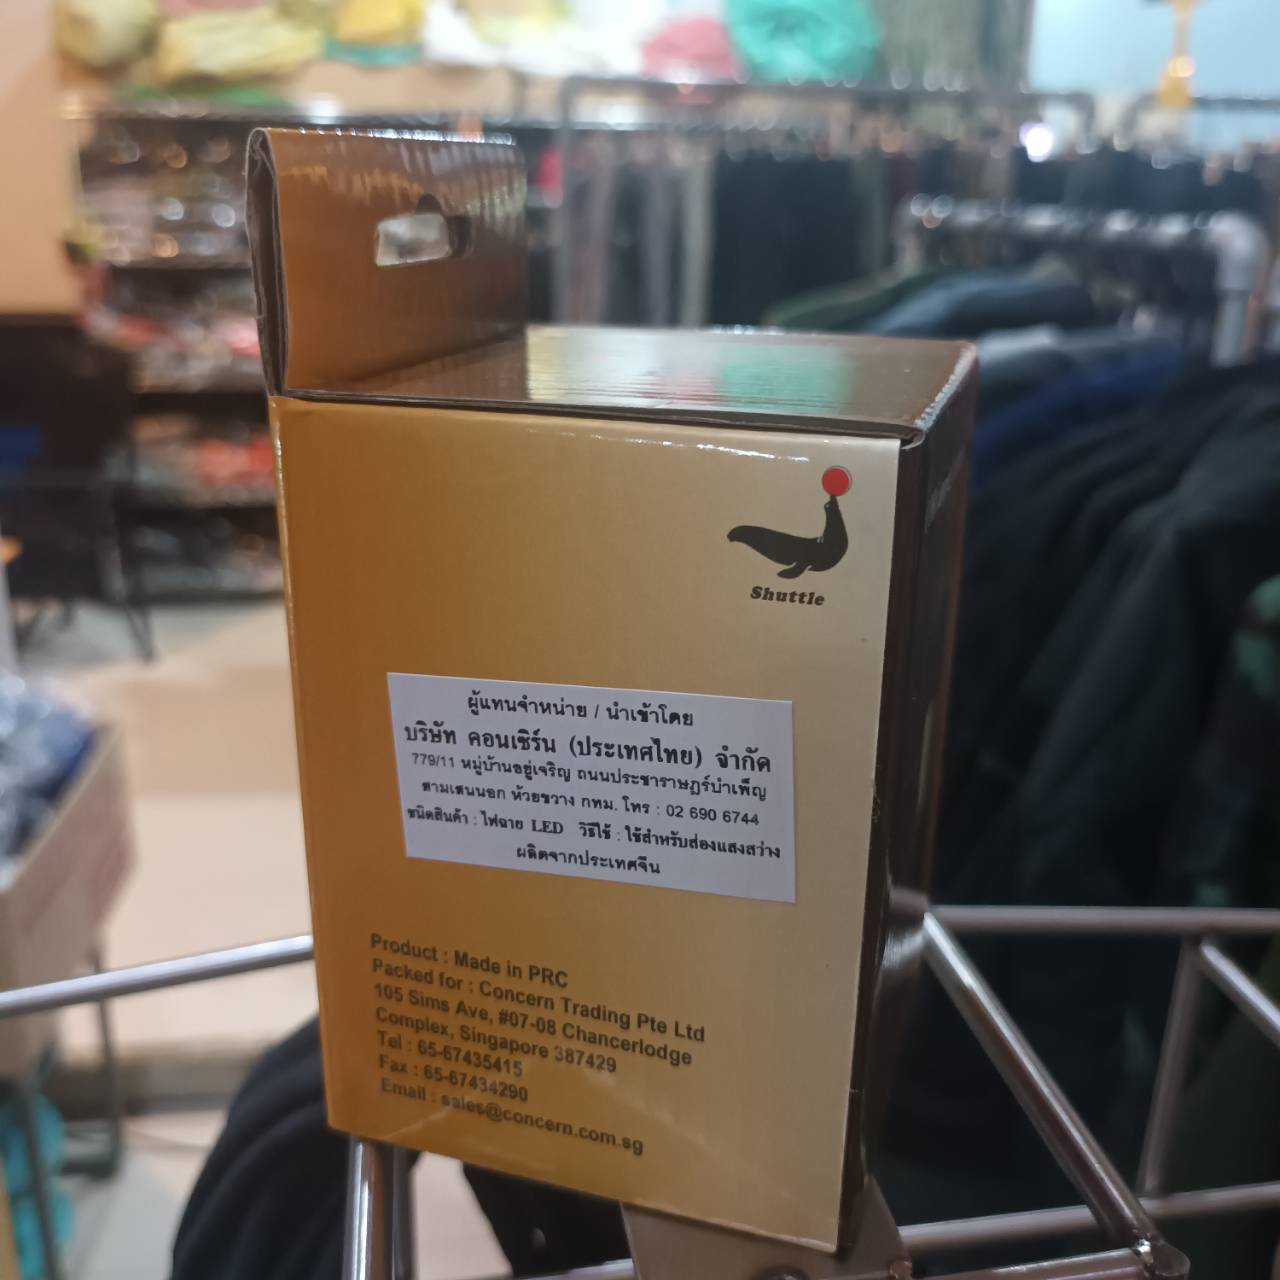 Shuttle
ผู้แทนจำหน่าย / นำเข้าโดย
บริษัท คอนเซิร์น (ประเทศไทย) จำกัด
779/11 หมู่บ้านอยู่เจริญ ถนนประชาราษฎร์บำเพ็ญ
สามเสนนอก ห้วยขวาง กทม. โทร : 02 690 6744
ชนิดสินค้า : ไฟฉาย LED วิธีใช้ : ใช้สำหรับส่องแสงสว่าง
ผลิตจากประเทศจีน
Product : Made in PRC
Packed for : Concern Trading Pte Ltd
105 Sims Ave, #07-08 Chancerlodge
Complex, Singapore 387429
Tel : 65-67435415
Fax : 65-67434290
Email : sales@concern.com.sg